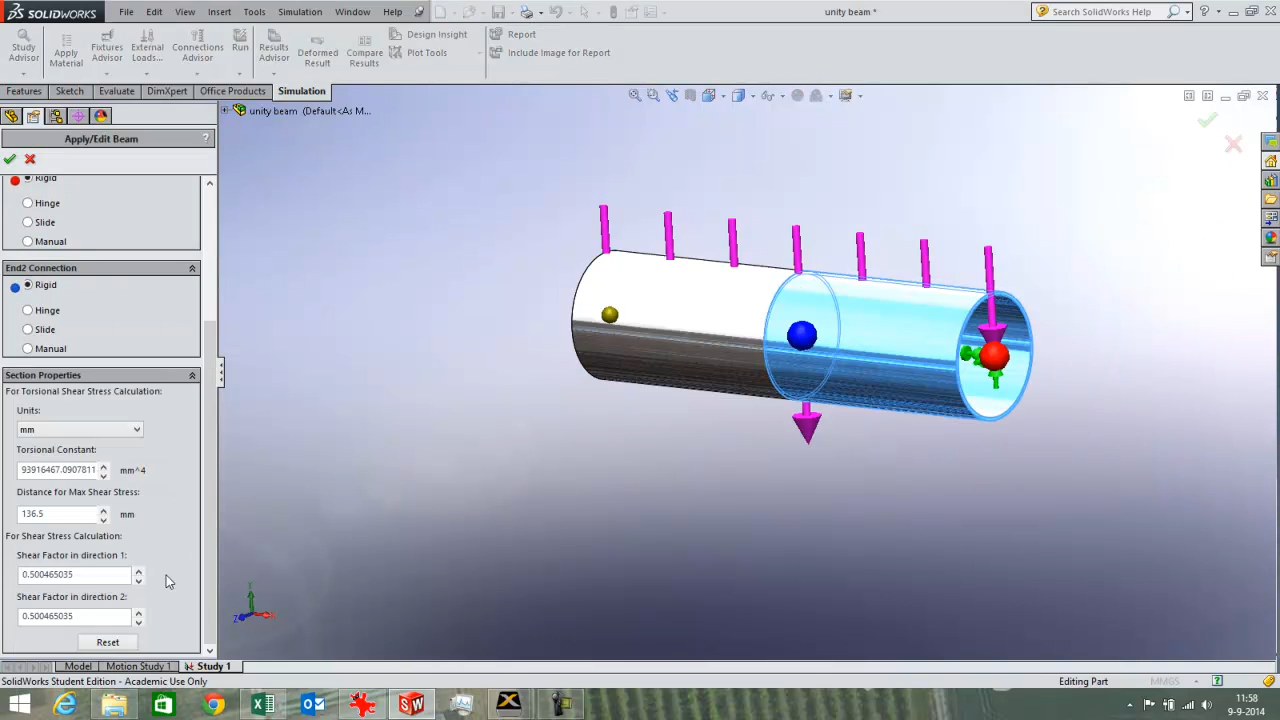 SOLIDWORKS File Edit View Insert Tools Simulation Window Help unity beam * Search SolidWorks Help
Study Advisor
Apply Material
Fixtures Advisor
External Loads...
Connections Advisor
Run
Results Advisor
Deformed Result
Compare Results
Design Insight
Plot Tools
Report
Include Image for Report
Features Sketch Evaluate DimXpert Office Products Simulation
unity beam (Default<As M...
Apply/Edit Beam ?
Rigid
Hinge
Slide
Manual
End2 Connection
Rigid
Hinge
Slide
Manual
Section Properties
For Torsional Shear Stress Calculation:
Units:
mm
Torsional Constant:
93916467.0907811 mm^4
Distance for Max Shear Stress:
136.5 mm
For Shear Stress Calculation:
Shear Factor in direction 1:
0.500465035
Shear Factor in direction 2:
0.500465035
Reset
Y
Z X
Model Motion Study 1 Study 1
SolidWorks Student Edition - Academic Use Only Editing Part MMGS
11:58
9-9-2014